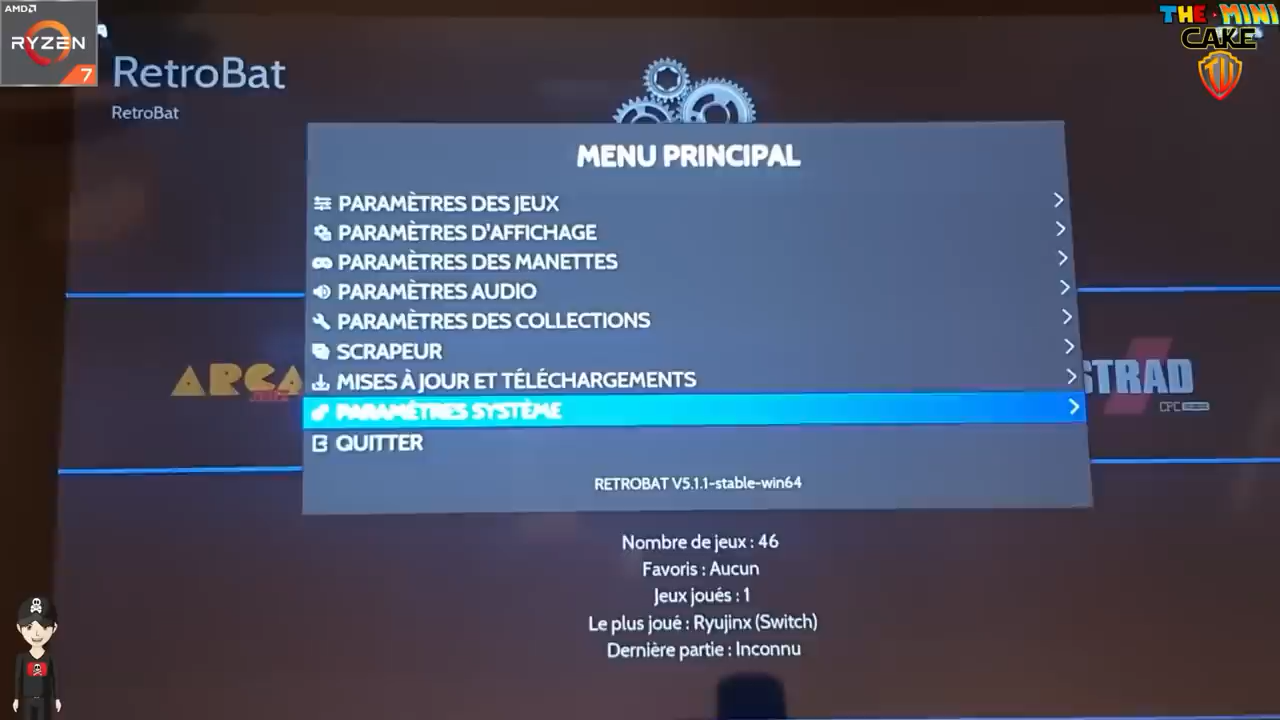 AMD
RYZEN
7
THE MINI
CAKE
RetroBat
RetroBat
MENU PRINCIPAL
PARAMÈTRES DES JEUX
PARAMÈTRES D'AFFICHAGE
PARAMÈTRES DES MANETTES
PARAMÈTRES AUDIO
PARAMÈTRES DES COLLECTIONS
SCRAPEUR
MISES À JOUR ET TÉLÉCHARGEMENTS
PARAMÈTRES SYSTÈME
QUITTER
ARCA
STRAD
CPC
RETROBAT V5.1.1-stable-win64
Nombre de jeux : 46
Favoris : Aucun
Jeux joués : 1
Le plus joué : Ryujinx (Switch)
Dernière partie : Inconnu